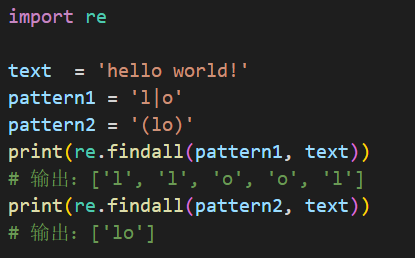 import re

text  = 'hello world!'
pattern1 = 'l|o'
pattern2 = '(lo)'
print(re.findall(pattern1, text))
# 输出：['l', 'l', 'o', 'o', 'l']
print(re.findall(pattern2, text))
# 输出：['lo']